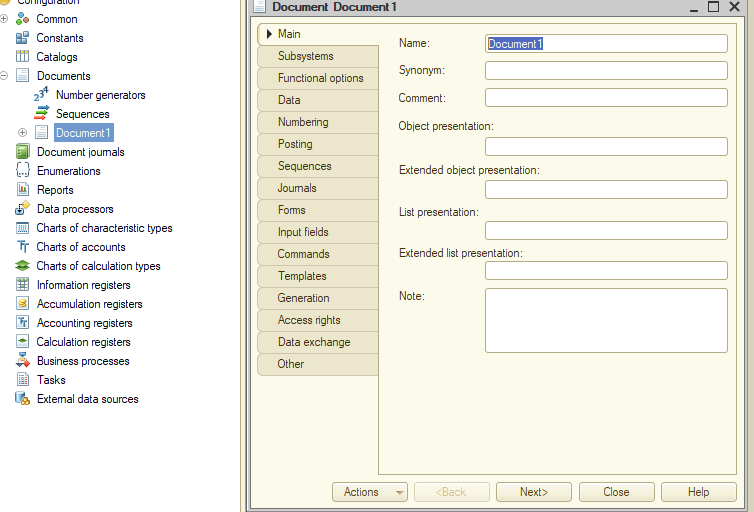 Configuration
Common
Constants
Catalogs
Documents
Number generators
Sequences
Document1
Document journals
Enumerations
Reports
Data processors
Charts of characteristic types
Charts of accounts
Charts of calculation types
Information registers
Accumulation registers
Accounting registers
Calculation registers
Business processes
Tasks
External data sources
Document Document1
Main
Subsystems
Functional options
Data
Numbering
Posting
Sequences
Journals
Forms
Input fields
Commands
Templates
Generation
Access rights
Data exchange
Other
Name: Document1
Synonym:
Comment:
Object presentation:
Extended object presentation:
List presentation:
Extended list presentation:
Note:
Actions <Back Next> Close Help